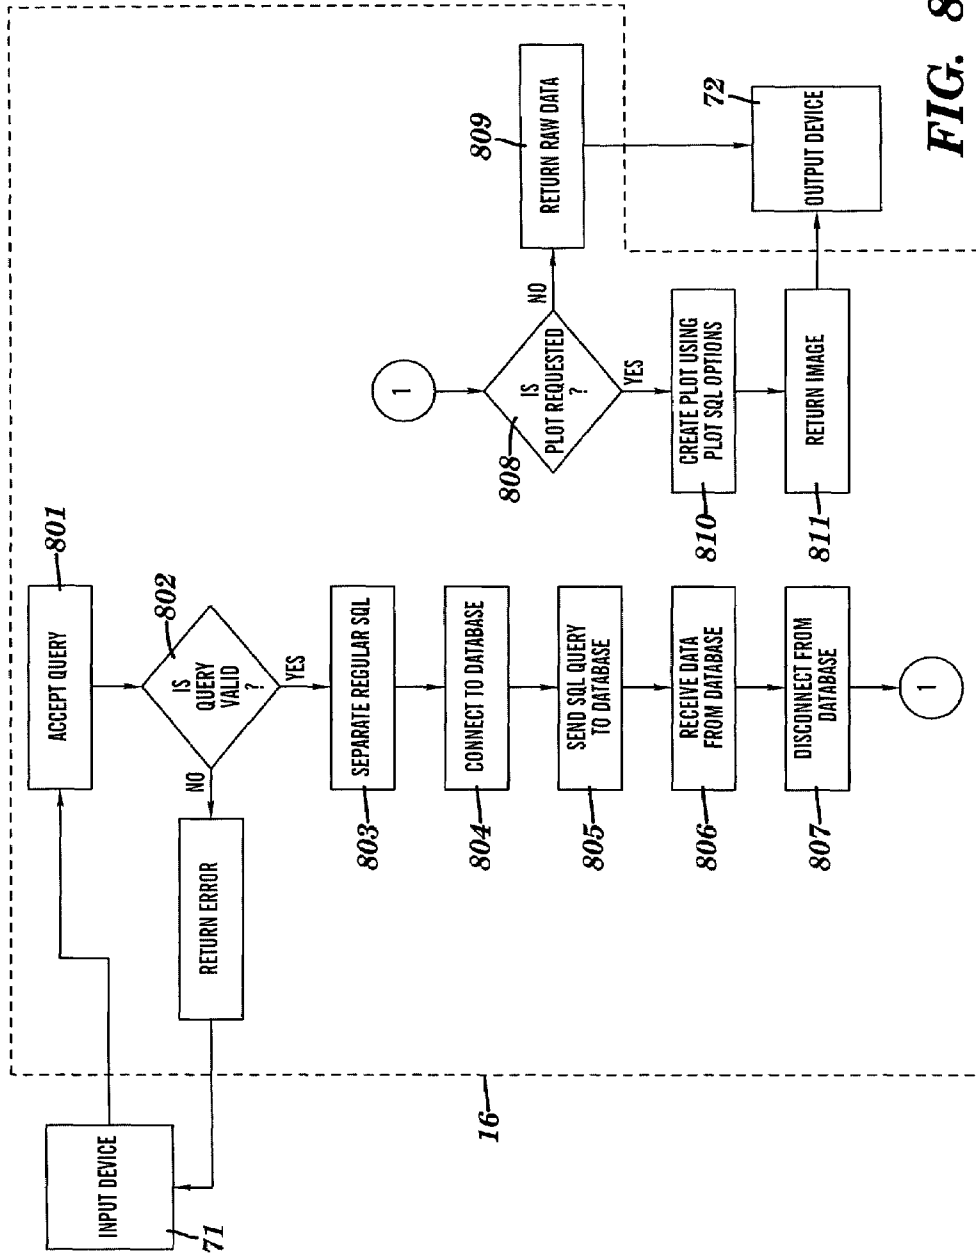 INPUT DEVICE
71
16
ACCEPT QUERY
801
IS
QUERY
VALID
?
802
NO
YES
RETURN ERROR
SEPARATE REGULAR SQL
803
CONNECT TO DATABASE
804
SEND SQL QUERY
TO DATABASE
805
RECEIVE DATA
FROM DATABASE
806
DISCONNECT FROM
DATABASE
807
1
1
IS
PLOT REQUESTED
?
808
NO
YES
RETURN RAW DATA
809
CREATE PLOT USING
PLOT SQL OPTIONS
810
RETURN IMAGE
811
OUTPUT DEVICE
72
FIG. 8